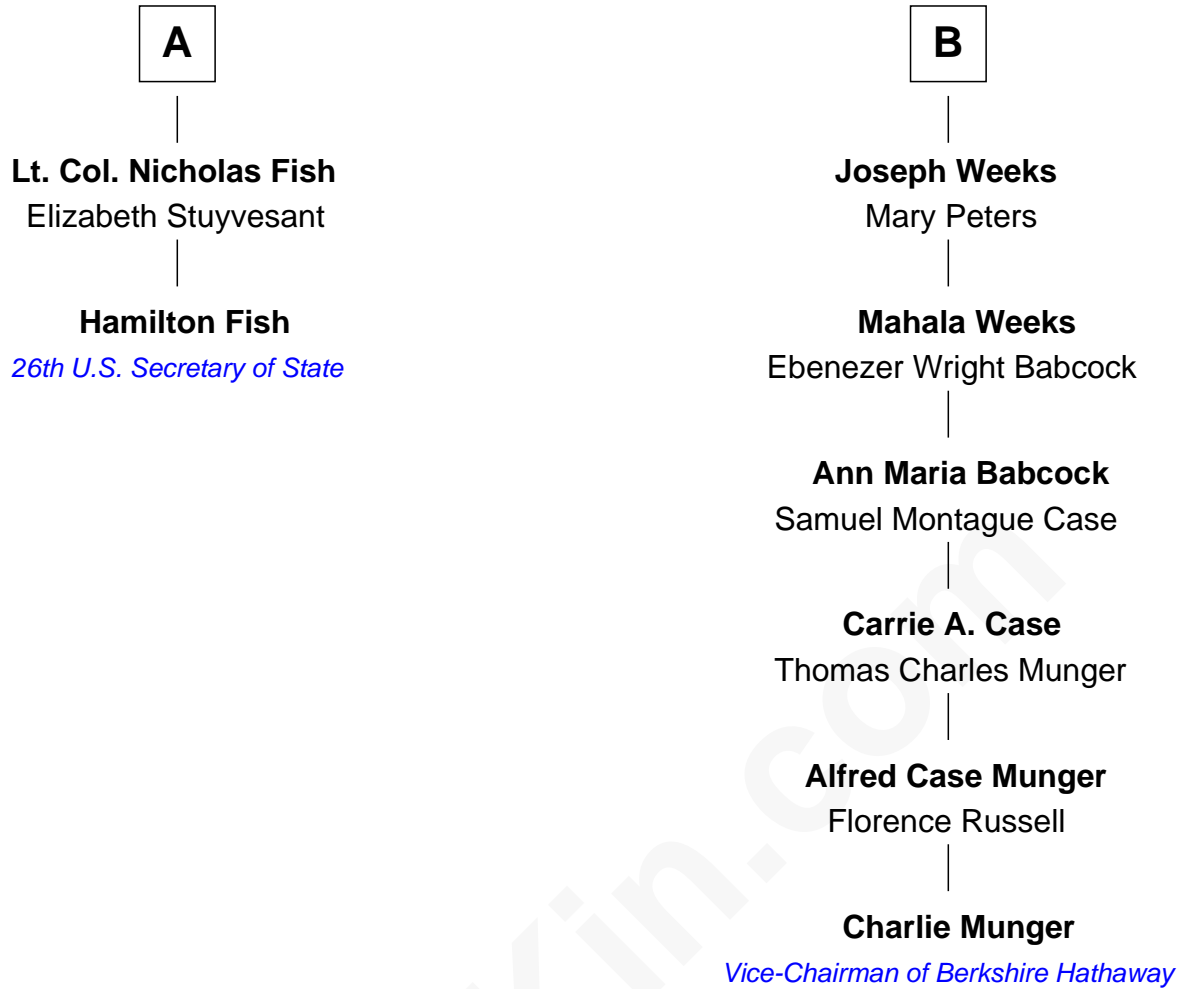 A
Lt. Col. Nicholas Fish
Elizabeth Stuyvesant
Hamilton Fish
26th U.S. Secretary of State
B
Joseph Weeks
Mary Peters
Mahala Weeks
Ebenezer Wright Babcock
Ann Maria Babcock
Samuel Montague Case
Carrie A. Case
Thomas Charles Munger
Alfred Case Munger
Florence Russell
Charlie Munger
Vice-Chairman of Berkshire Hathaway
Kin.com